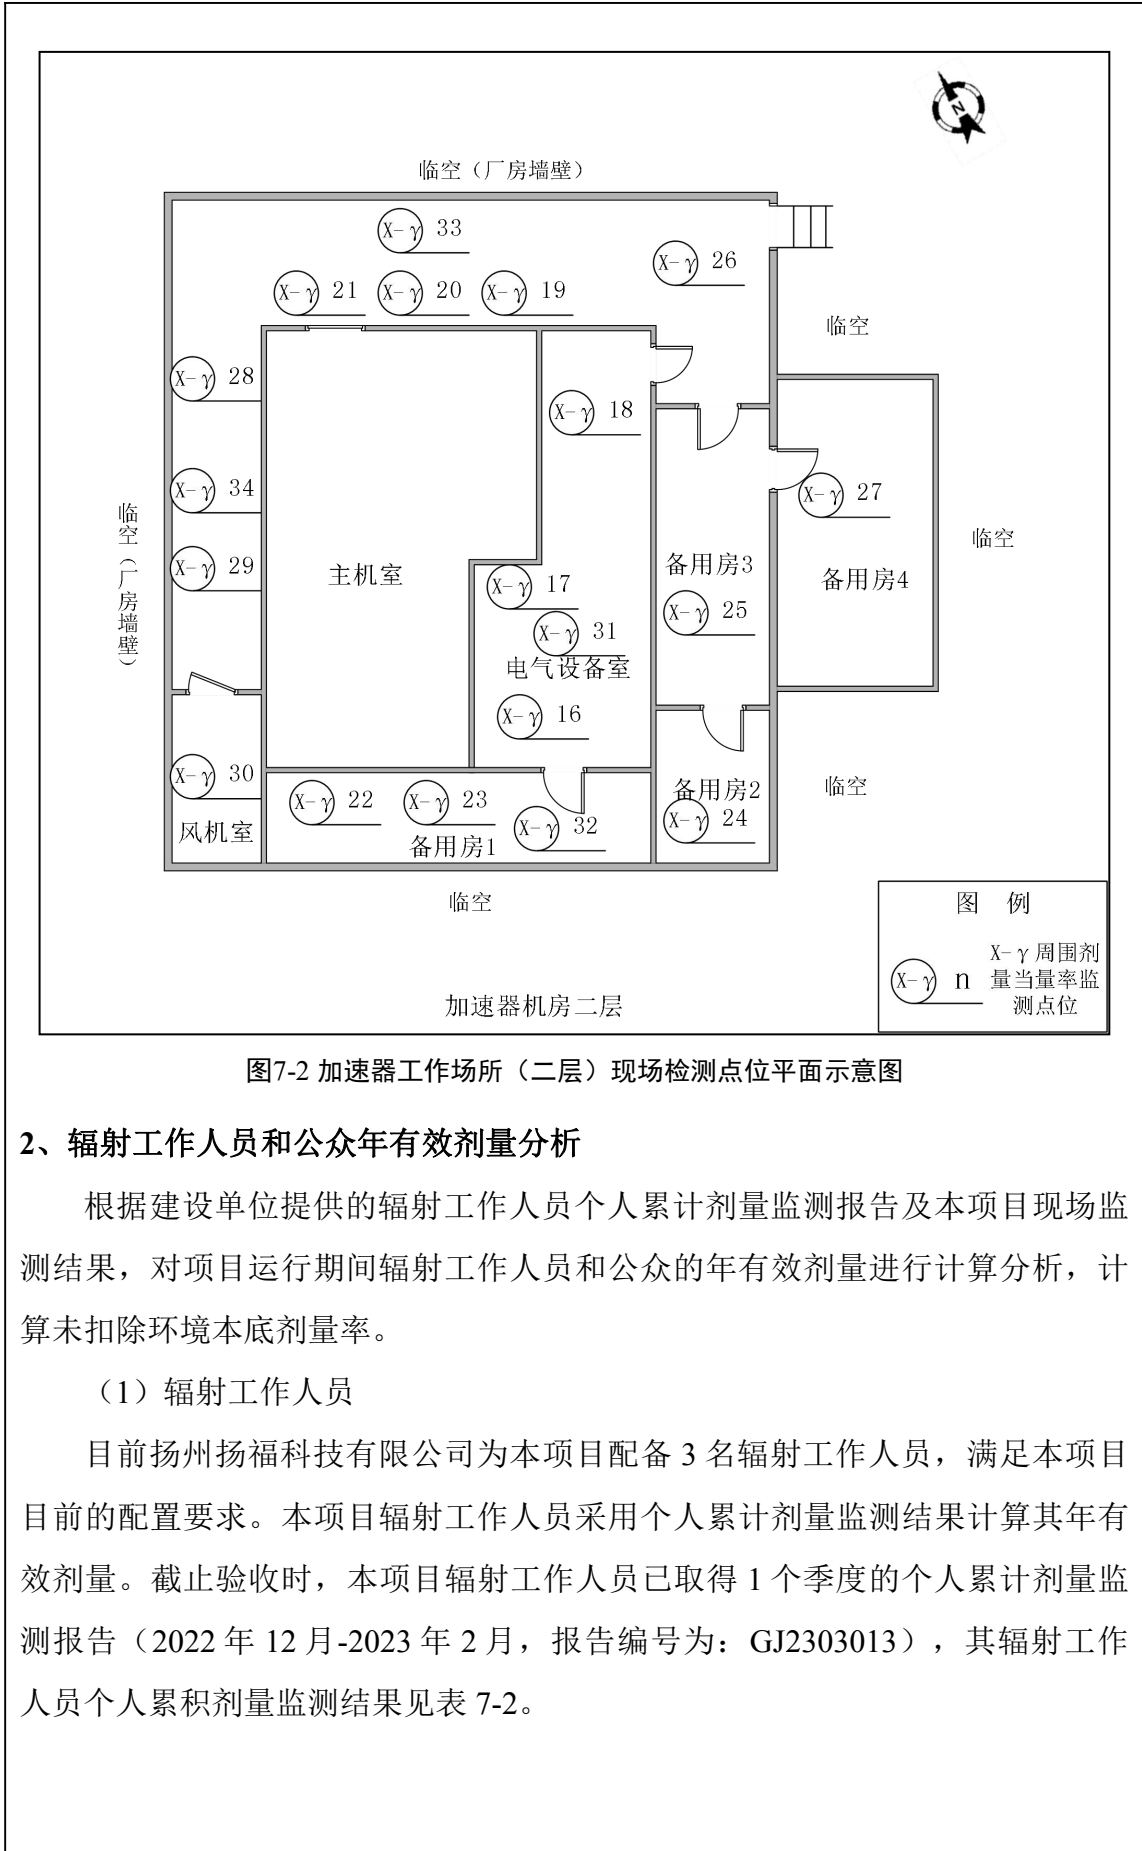 N
临空（厂房墙壁）
X-γ 33
X-γ 26
X-γ 21
X-γ 20
X-γ 19
临空
X-γ 28
X-γ 18
X-γ 34
X-γ 27
临空（厂房墙壁）
临空
X-γ 29
主机室
备用房3
备用房4
X-γ 17
X-γ 25
X-γ 31
电气设备室
X-γ 16
X-γ 30
备用房2
临空
X-γ 22
X-γ 23
X-γ 32
X-γ 24
风机室
备用房1
临空
图 例
X-γ n
X-γ周围剂
量当量率监
测点位
加速器机房二层
图7-2 加速器工作场所（二层）现场检测点位平面示意图
2、辐射工作人员和公众年有效剂量分析
根据建设单位提供的辐射工作人员个人累计剂量监测报告及本项目现场监
测结果，对项目运行期间辐射工作人员和公众的年有效剂量进行计算分析，计
算未扣除环境本底剂量率。
（1）辐射工作人员
目前扬州扬福科技有限公司为本项目配备 3 名辐射工作人员，满足本项目
目前的配置要求。本项目辐射工作人员采用个人累计剂量监测结果计算其年有
效剂量。截止验收时，本项目辐射工作人员已取得 1 个季度的个人累计剂量监
测报告（2022 年 12 月-2023 年 2 月，报告编号为：GJ2303013），其辐射工作
人员个人累积剂量监测结果见表 7-2。